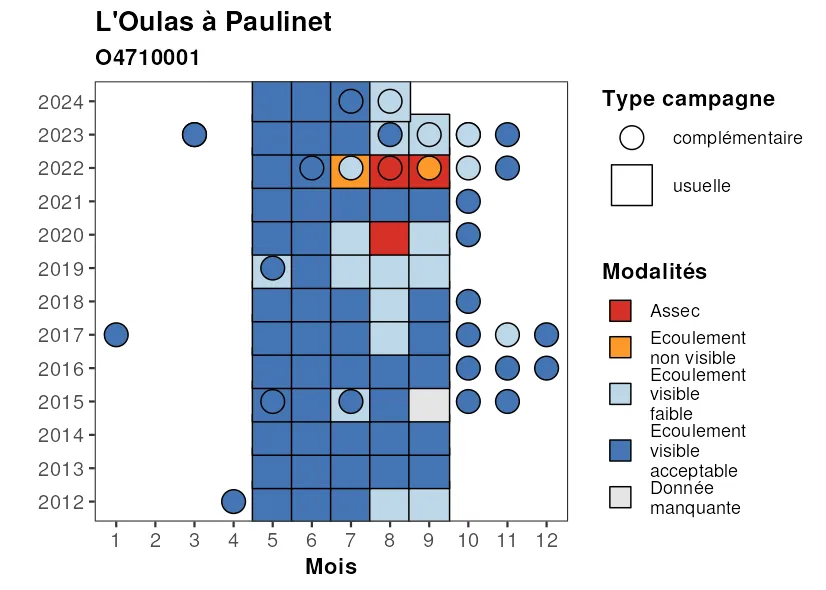 L'Oulas à Paulinet
O4710001
2024
2023
2022
2021
2020
2019
2018
2017
2016
2015
2014
2013
2012
1 2 3 4 5 6 7 8 9 10 11 12
Mois
Type campagne
complémentaire
usuelle
Modalités
Assec
Ecoulement
non visible
Ecoulement
visible
faible
Ecoulement
visible
acceptable
Donnée
manquante